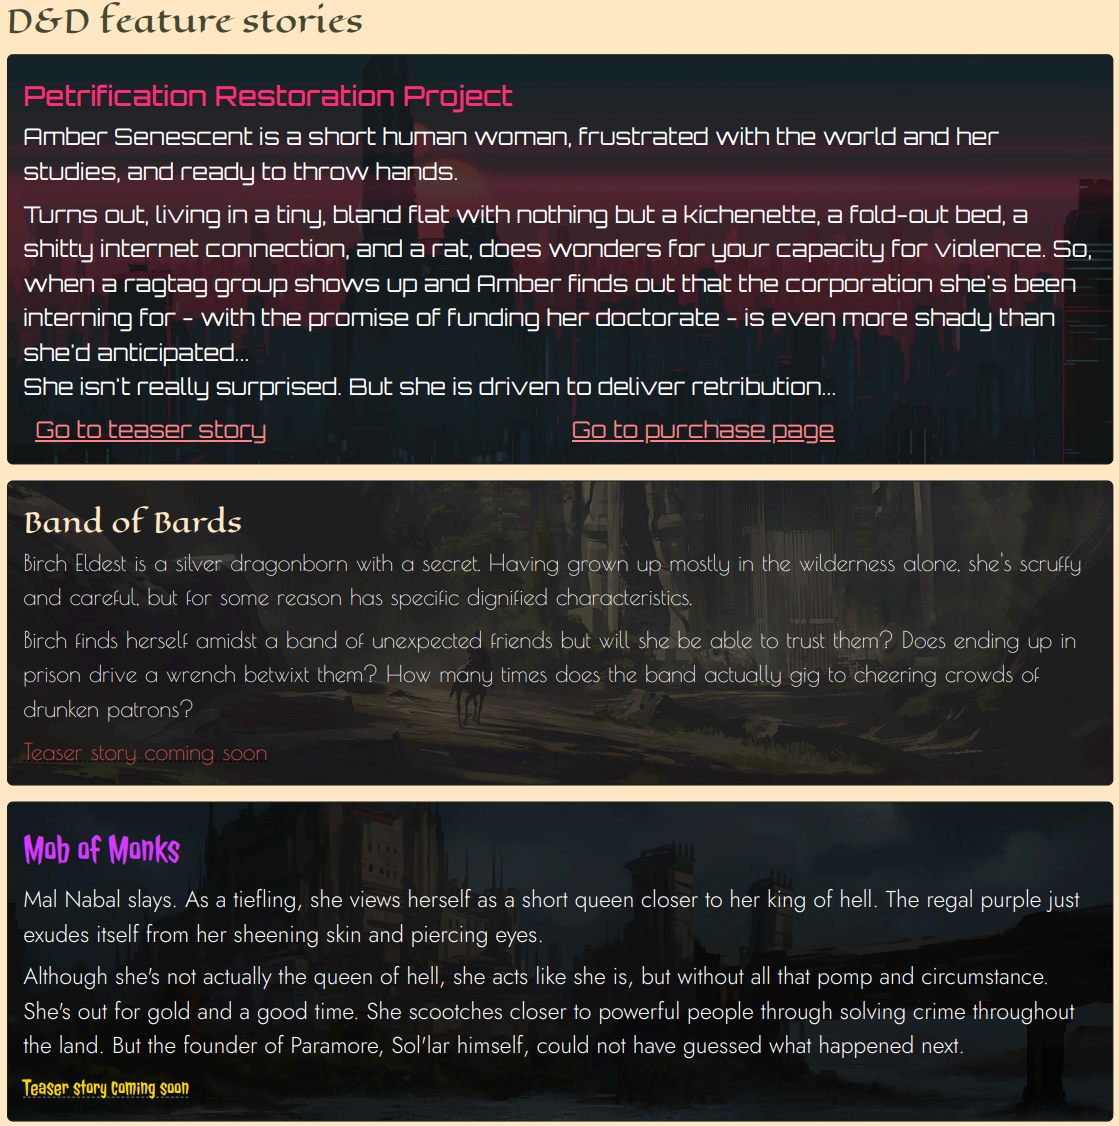 D&D feature stories
Petrification Restoration Project
Amber Senescent is a short human woman, frustrated with the world and her
studies, and ready to throw hands.
Turns out, living in a tiny, bland flat with nothing but a kichenette, a fold-out bed, a
shitty internet connection, and a rat, does wonders for your capacity for violence. So,
when a ragtag group shows up and Amber finds out that the corporation she's been
interning for - with the promise of funding her doctorate - is even more shady than
she'd anticipated...
She isn't really surprised. But she is driven to deliver retribution...
Go to teaser story Go to purchase page
Band of Bards
Birch Eldest is a silver dragonborn with a secret. Having grown up mostly in the wilderness alone, she's scruffy
and careful, but for some reason has specific dignified characteristics.
Birch finds herself amidst a band of unexpected friends but will she be able to trust them? Does ending up in
prison drive a wrench betwixt them? How many times does the band actually gig to cheering crowds of
drunken patrons?
Teaser story coming soon
Mob of Monks
Mal Nabal slays. As a tiefling, she views herself as a short queen closer to her king of hell. The regal purple just
exudes itself from her sheening skin and piercing eyes.
Although she's not actually the queen of hell, she acts like she is, but without all that pomp and circumstance.
She's out for gold and a good time. She scootches closer to powerful people through solving crime throughout
the land. But the founder of Paramore, Sol'lar himself, could not have guessed what happened next.
Teaser story coming soon